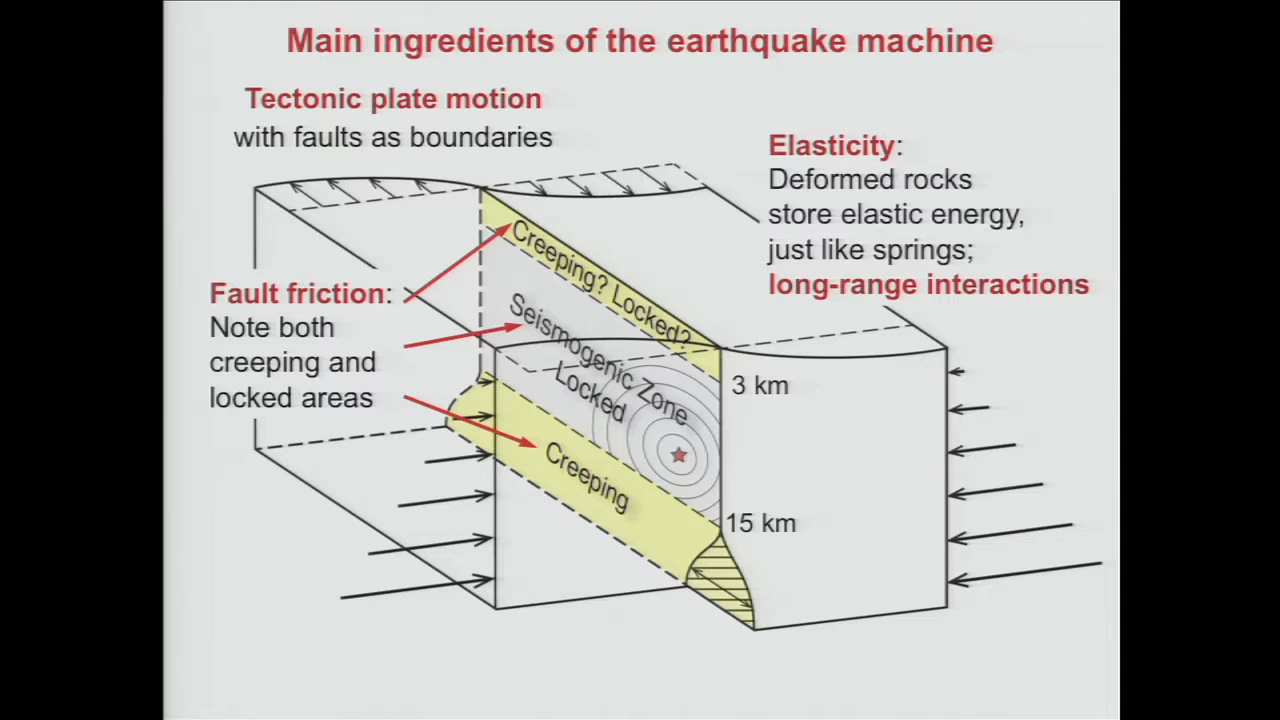 Main ingredients of the earthquake machine
Tectonic plate motion
with faults as boundaries
Elasticity:
Deformed rocks
store elastic energy,
just like springs;
long-range interactions
Fault friction:
Note both
creeping and
locked areas
Creeping? Locked?
Seismogenic Zone
Locked
Creeping
3 km
15 km